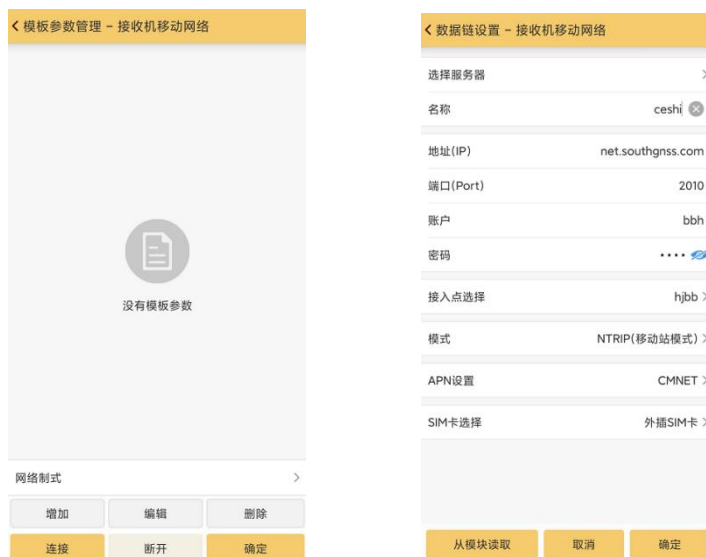 模板参数管理 – 接收机移动网络
没有模板参数
网络制式
增加 编辑 删除
连接 断开 确定
数据链设置 – 接收机移动网络
选择服务器
名称 ceshi
地址(IP) net.southgnss.com
端口(Port) 2010
账户 bbh
密码 ••••
接入点选择 hjbb
模式 NTRIP(移动站模式)
APN设置 CMNET
SIM卡选择 外插SIM卡
从模块读取 取消 确定